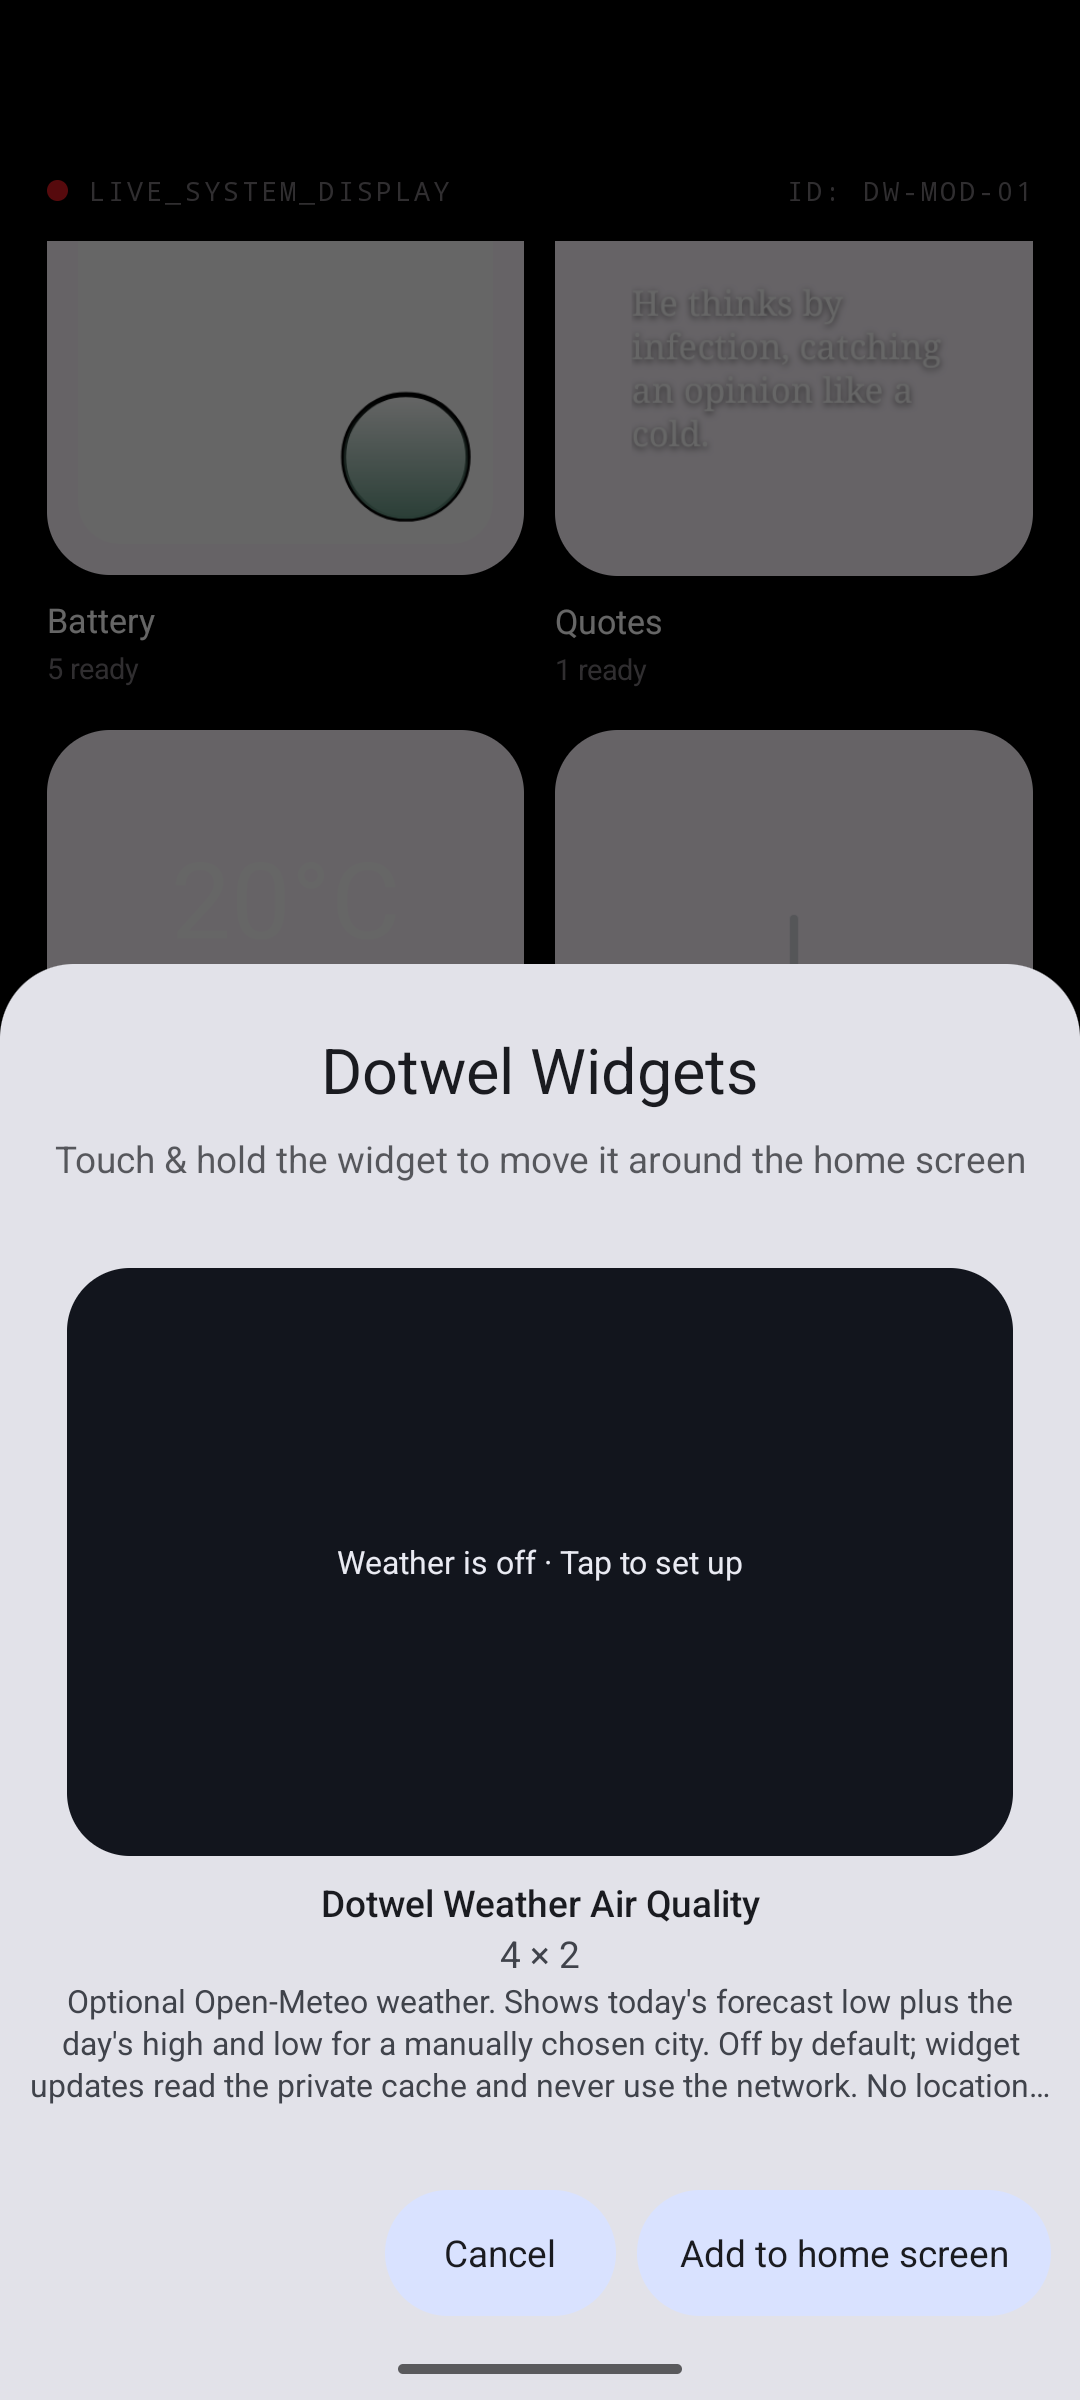 LIVE_SYSTEM_DISPLAY
ID: DW-MOD-01
He thinks by
infection, catching
an opinion like a
cold.
Battery
5 ready
Quotes
1 ready
20°C
Dotwel Widgets
Touch & hold the widget to move it around the home screen
Weather is off · Tap to set up
Dotwel Weather Air Quality
4 × 2
Optional Open-Meteo weather. Shows today's forecast low plus the
day's high and low for a manually chosen city. Off by default; widget
updates read the private cache and never use the network. No location…
Cancel
Add to home screen